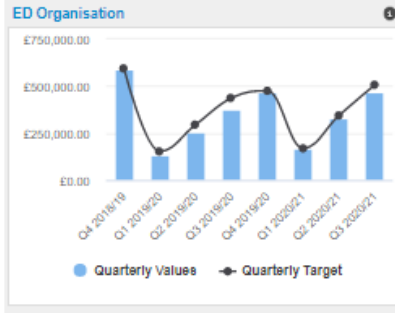 ED Organisation
£750,000.00
£500,000.00
£250,000.00
£0.00
Q4 2018/19
Q1 2019/20
Q2 2019/20
Q3 2019/20
Q4 2019/20
Q1 2020/21
Q2 2020/21
Q3 2020/21
Quarterly Values
Quarterly Target